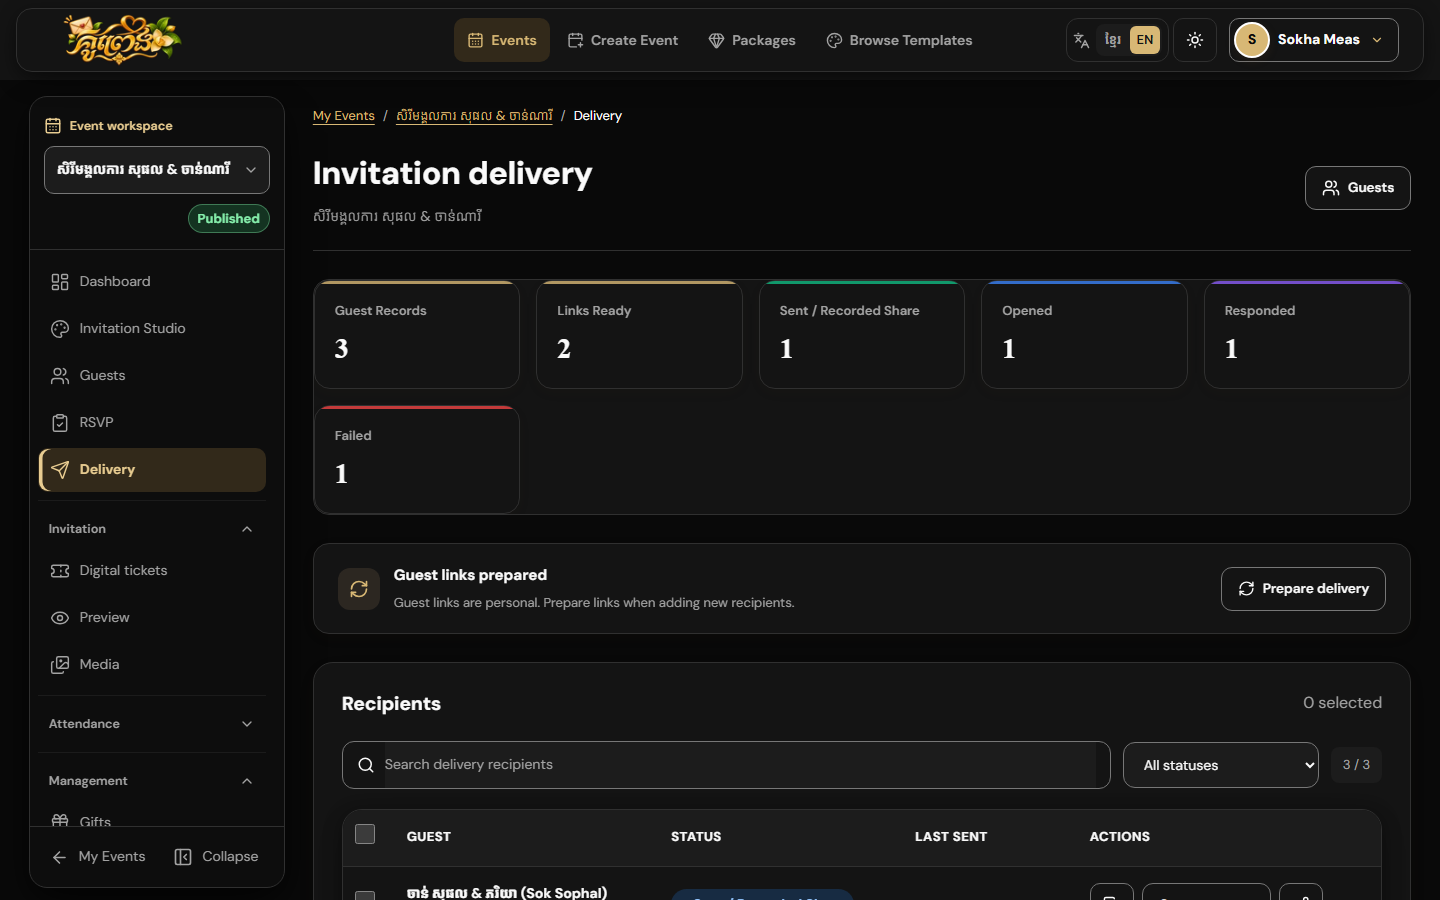 គូរព្រេង
Events
Create Event
Packages
Browse Templates
ខ្មែរ
EN
S
Sokha Meas
Event workspace
សិរីមង្គលការ សុផល & ចាន់ណារី
Published
Dashboard
Invitation Studio
Guests
RSVP
Delivery
Invitation
Digital tickets
Preview
Media
Attendance
Management
Gifts
My Events
Collapse
My Events / សិរីមង្គលការ សុផល & ចាន់ណារី / Delivery
Invitation delivery
សិរីមង្គលការ សុផល & ចាន់ណារី
Guests
Guest Records
3
Links Ready
2
Sent / Recorded Share
1
Opened
1
Responded
1
Failed
1
Guest links prepared
Guest links are personal. Prepare links when adding new recipients.
Prepare delivery
Recipients
0 selected
Search delivery recipients
All statuses
3 / 3
GUEST
STATUS
LAST SENT
ACTIONS
ចាន់ សុផល & ភរិយា (Sok Sophal)